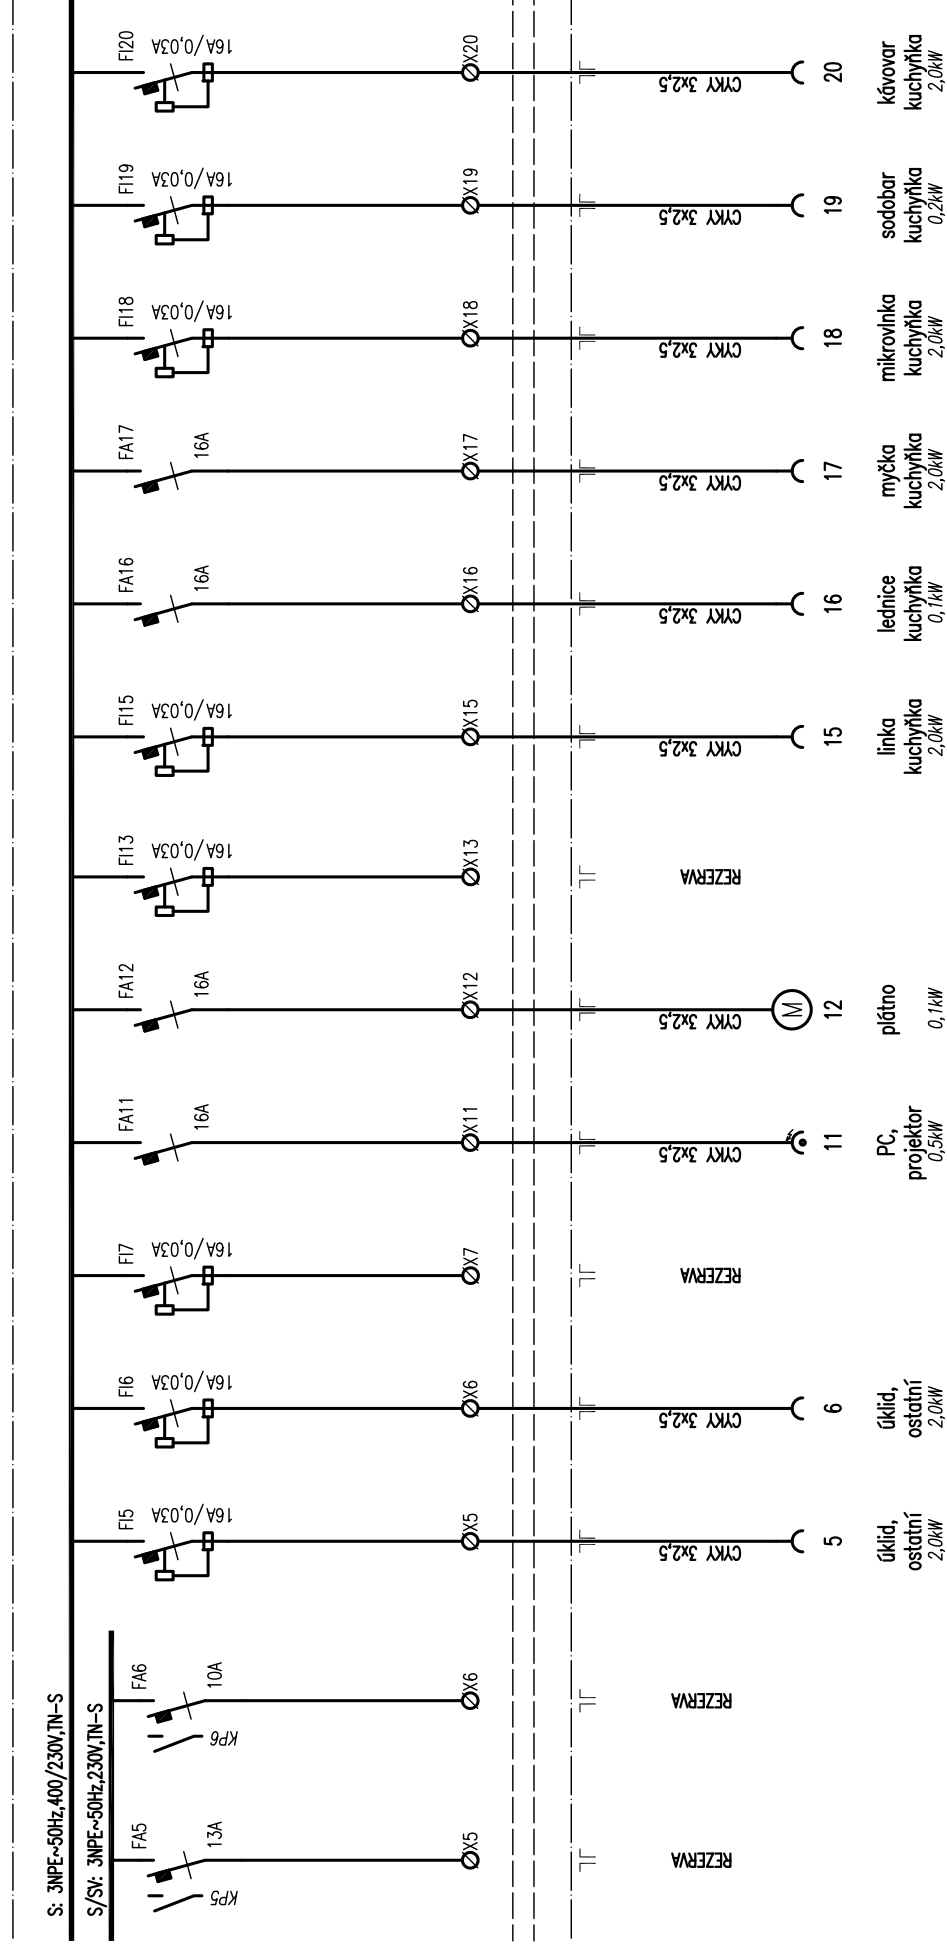 S: 3NPE~50Hz,400/230V,TN-S
S/SV: 3NPE~50Hz,230V,TN-S
FA5
13A
KP5
X5
REZERVA
FA6
10A
KP6
X6
REZERVA
FI5
16A/0,03A
X5
CYKY 3x2,5
5
úklid,
ostatní
2,0kW
FI6
16A/0,03A
X6
CYKY 3x2,5
6
úklid,
ostatní
2,0kW
FI7
16A/0,03A
X7
REZERVA
FA11
16A
X11
CYKY 3x2,5
11
PC,
projektor
0,5kW
FA12
16A
X12
CYKY 3x2,5
M
12
plátno
0,1kW
FI13
16A/0,03A
X13
REZERVA
FI15
16A/0,03A
X15
CYKY 3x2,5
15
linka
kuchyňka
2,0kW
FA16
16A
X16
CYKY 3x2,5
16
lednice
kuchyňka
0,1kW
FA17
16A
X17
CYKY 3x2,5
17
myčka
kuchyňka
2,0kW
FI18
16A/0,03A
X18
CYKY 3x2,5
18
mikrovlnka
kuchyňka
2,0kW
FI19
16A/0,03A
X19
CYKY 3x2,5
19
sodobar
kuchyňka
0,2kW
FI20
16A/0,03A
X20
CYKY 3x2,5
20
kávovar
kuchyňka
2,0kW